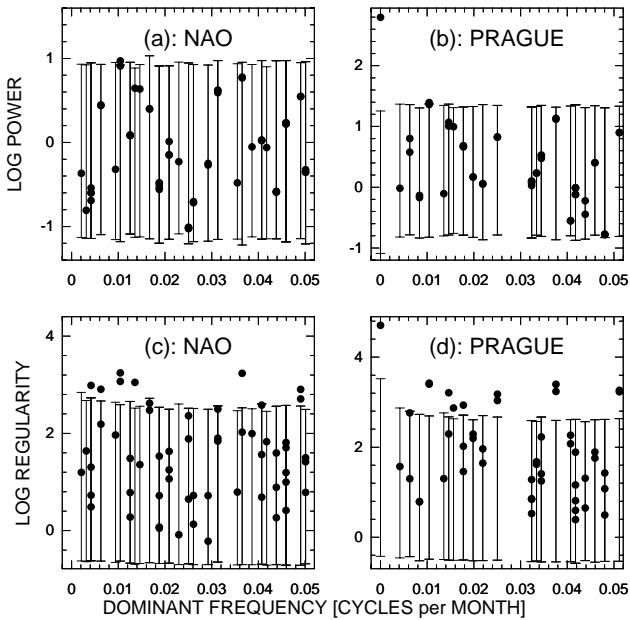 (a): NAO
(b): PRAGUE
LOG POWER
1
0
-1
2
1
0
-1
0 0.01 0.02 0.03 0.04 0.05
0 0.01 0.02 0.03 0.04 0.05
(c): NAO
(d): PRAGUE
LOG REGULARITY
4
2
0
4
2
0
0 0.01 0.02 0.03 0.04 0.05
0 0.01 0.02 0.03 0.04 0.05
DOMINANT FREQUENCY [CYCLES per MONTH]